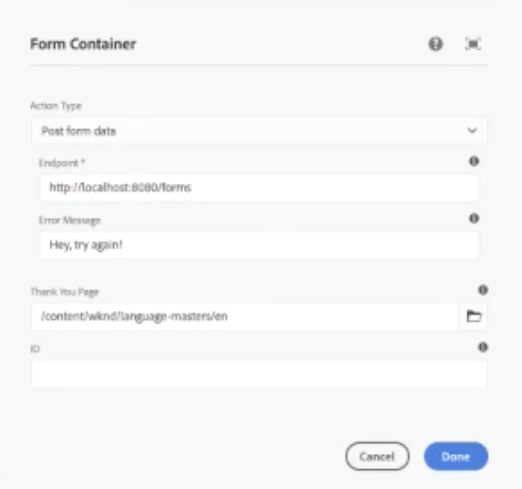 Form Container
Action Type
Post form data
Endpoint *
http://localhost:8080/forms
Error Message
Hey, try again!
Thank You Page
/content/wknd/language-masters/en
ID
Cancel
Done